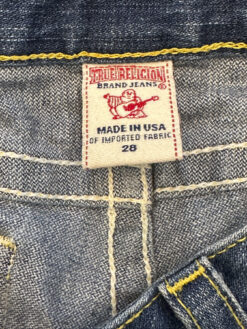 TRUE RELIGION
BRAND JEANS®
MADE IN USA
OF IMPORTED FABRIC
28